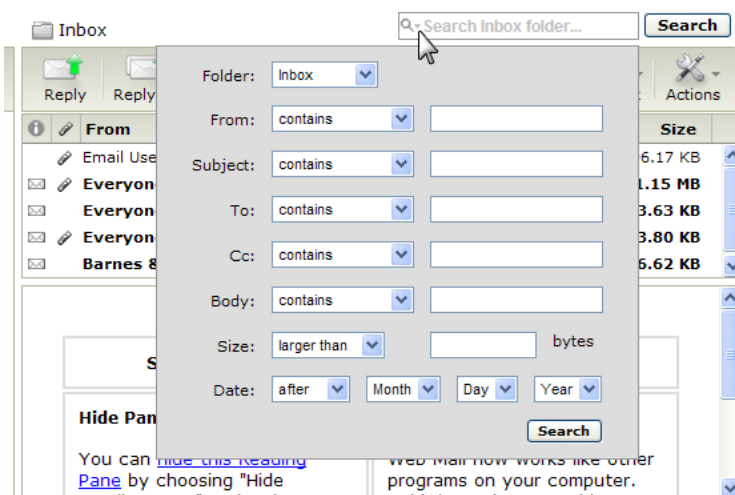 Inbox
Search Inbox folder...
Search
Reply
Reply
Actions
From
Size
Email Use
6.17 KB
Everyon
1.15 MB
Everyon
3.63 KB
Everyon
3.80 KB
Barnes &
6.62 KB
Folder: Inbox
From: contains
Subject: contains
To: contains
Cc: contains
Body: contains
Size: larger than bytes
Date: after Month Day Year
Search
S
Hide Pan
You can hide this Reading
Pane by choosing "Hide
Web Mail now works like other
programs on your computer.